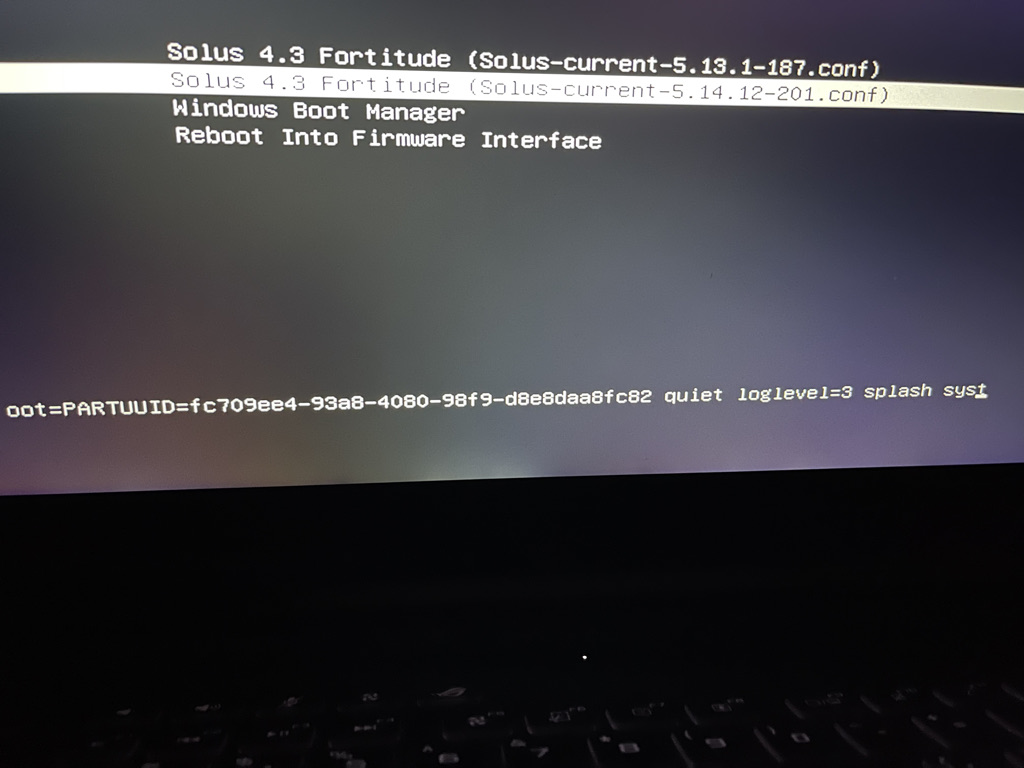 Solus 4.3 Fortitude (Solus-current-5.13.1-187.conf)
Solus 4.3 Fortitude (Solus-current-5.14.12-201.conf)
Windows Boot Manager
Reboot Into Firmware Interface
oot=PARTUUID=fc709ee4-93a8-4080-98f9-d8e8daa8fc82 quiet loglevel=3 splash syst